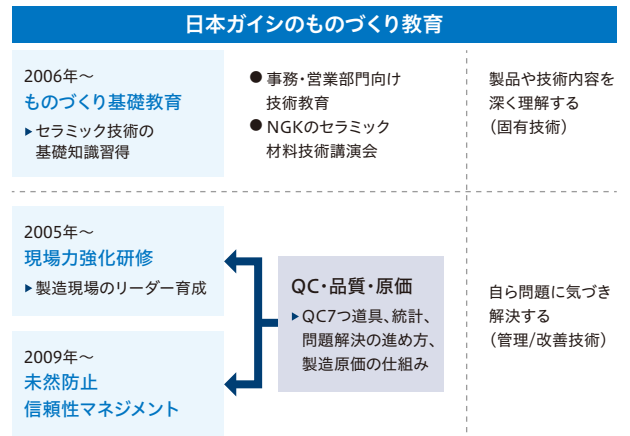 日本ガイシのものづくり教育
2006年～
ものづくり基礎教育
▶セラミック技術の
基礎知識習得
● 事務・営業部門向け
技術教育
● NGKのセラミック
材料技術講演会
製品や技術内容を
深く理解する
（固有技術）
2005年～
現場力強化研修
▶製造現場のリーダー育成
2009年～
未然防止
信頼性マネジメント
QC・品質・原価
▶QC7つ道具、統計、
問題解決の進め方、
製造原価の仕組み
自ら問題に気づき
解決する
（管理/改善技術）